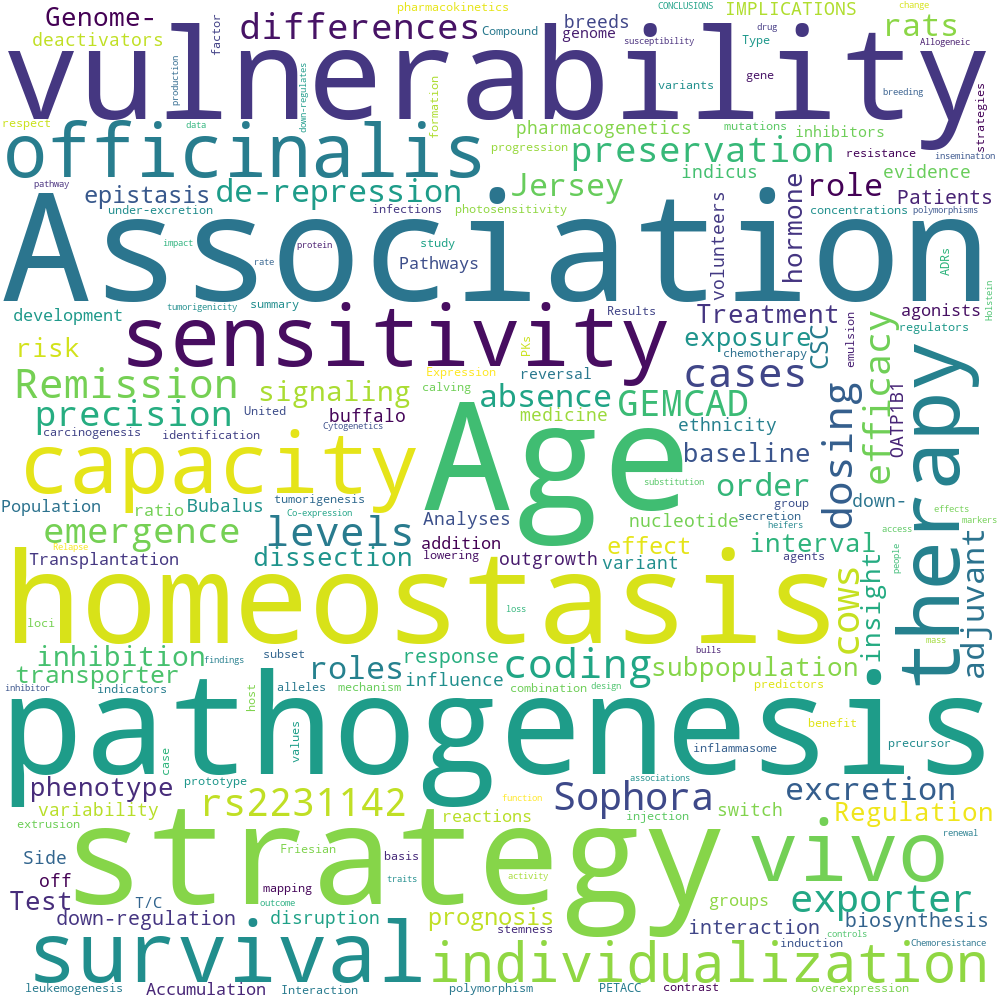 pharmacokinetics
CONCLUSIONS
IMPLICATIONS
change
Genome-
deactivators
factor
differences
Compound
breeds
genome
susceptibility
drug
Type
rats
Allogeneic
vulnerability
production
down-regulates
formation
variants
gene
breeding
strategies
respect
data
officinalis
pharmacogenetics
mutations
inhibitors
progression
preservation
resistance
insemination
indicus
evidence
pathway
epistasis
de-repression
Jersey
hormone
role
Patients
volunteers
under-excretion
infections
photosensitivity
concentrations
polymorphisms
Association
impact
protein
study
rate
Pathways
ADRs
tumorigenicity
summary
Holstein
development
sensitivity
Results
Treatment
agonists
regulators
emulsion
risk
PKs
exposure
chemotherapy
CSC
efficacy
therapy
Remission
Expression
reversal
cases
signaling
calving
absence
medicine
GEMCAD
OATP1B1
precision
United
buffalo
ethnicity
Cytogenetics
carcinogenesis
identification
capacity
Age
baseline
dosing
substitution
order
tumorigenesis
Population
ratio
Bubalus
group
down-
effects
Co-expression
Analyses
nucleotide
secretion
heifers
access
markers
emergence
levels
addition
Relapse
Transplantation
dissection
lowering
outgrowth
effect
variant
interval
agents
people
adjuvant
insight
cows
homeostasis
loss
loci
mass
bulls
inhibition
findings
subset
roles
response
coding
subpopulation
transporter
influence
inhibitor
indicators
host
alleles
mechanism
combination
design
predictors
pathogenesis
benefit
values
inflammasome
precursor
case
prototype
associations
phenotype
rs2231142
function
Sophora
excretion
variability
reactions
injection
switch
Regulation
extrusion
renewal
strategy
vivo
Friesian
basis
Side
off
mapping
traits
activity
groups
exporter
Test
T/C
outcome
down-regulation
disruption
prognosis
stemness
interaction
biosynthesis
controls
survival
individualization
induction
Chemoresistance
leukemogenesis
Accumulation
Interaction
polymorphism
PETACC
contrast
overexpression